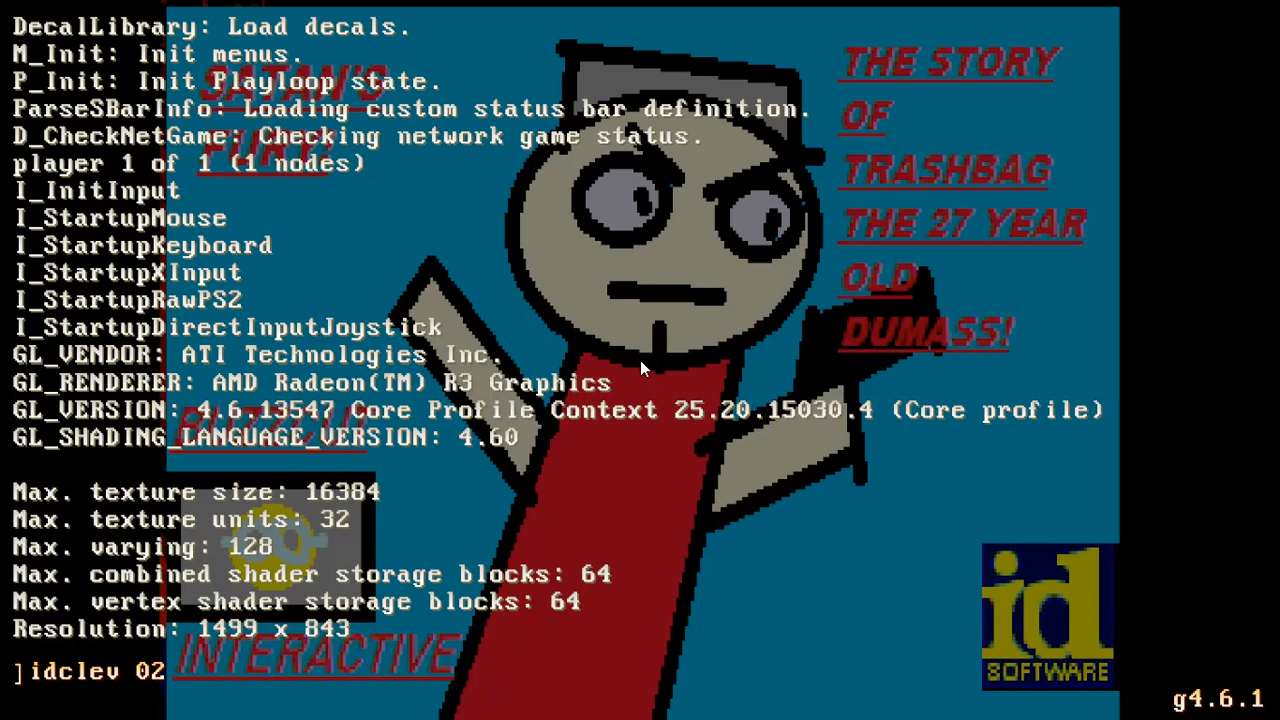 DecalLibrary: Load decals.
M_Init: Init menus.
P_Init: Init Playloop state.
ParseSBarInfo: Loading custom status bar definition.
D_CheckNetGame: Checking network game status.
player 1 of 1 (1 nodes)
I_InitInput
I_StartupMouse
I_StartupKeyboard
I_StartupXInput
I_StartupRawPS2
I_StartupDirectInputJoystick
GL_VENDOR: ATI Technologies Inc.
GL_RENDERER: AMD Radeon(TM) R3 Graphics
GL_VERSION: 4.6.13547 Core Profile Context 25.20.15030.4 (Core profile)
GL_SHADING_LANGUAGE_VERSION: 4.60
Max. texture size: 16384
Max. texture units: 32
Max. varying: 128
Max. combined shader storage blocks: 64
Max. vertex shader storage blocks: 64
Resolution: 1499 x 843
]idclev 02
g4.6.1
SATAN'S
FURY:
THE STORY
OF
TRASHBAG
THE 27 YEAR
OLD
DUMASS!
INTERACTIVE
id
SOFTWARE